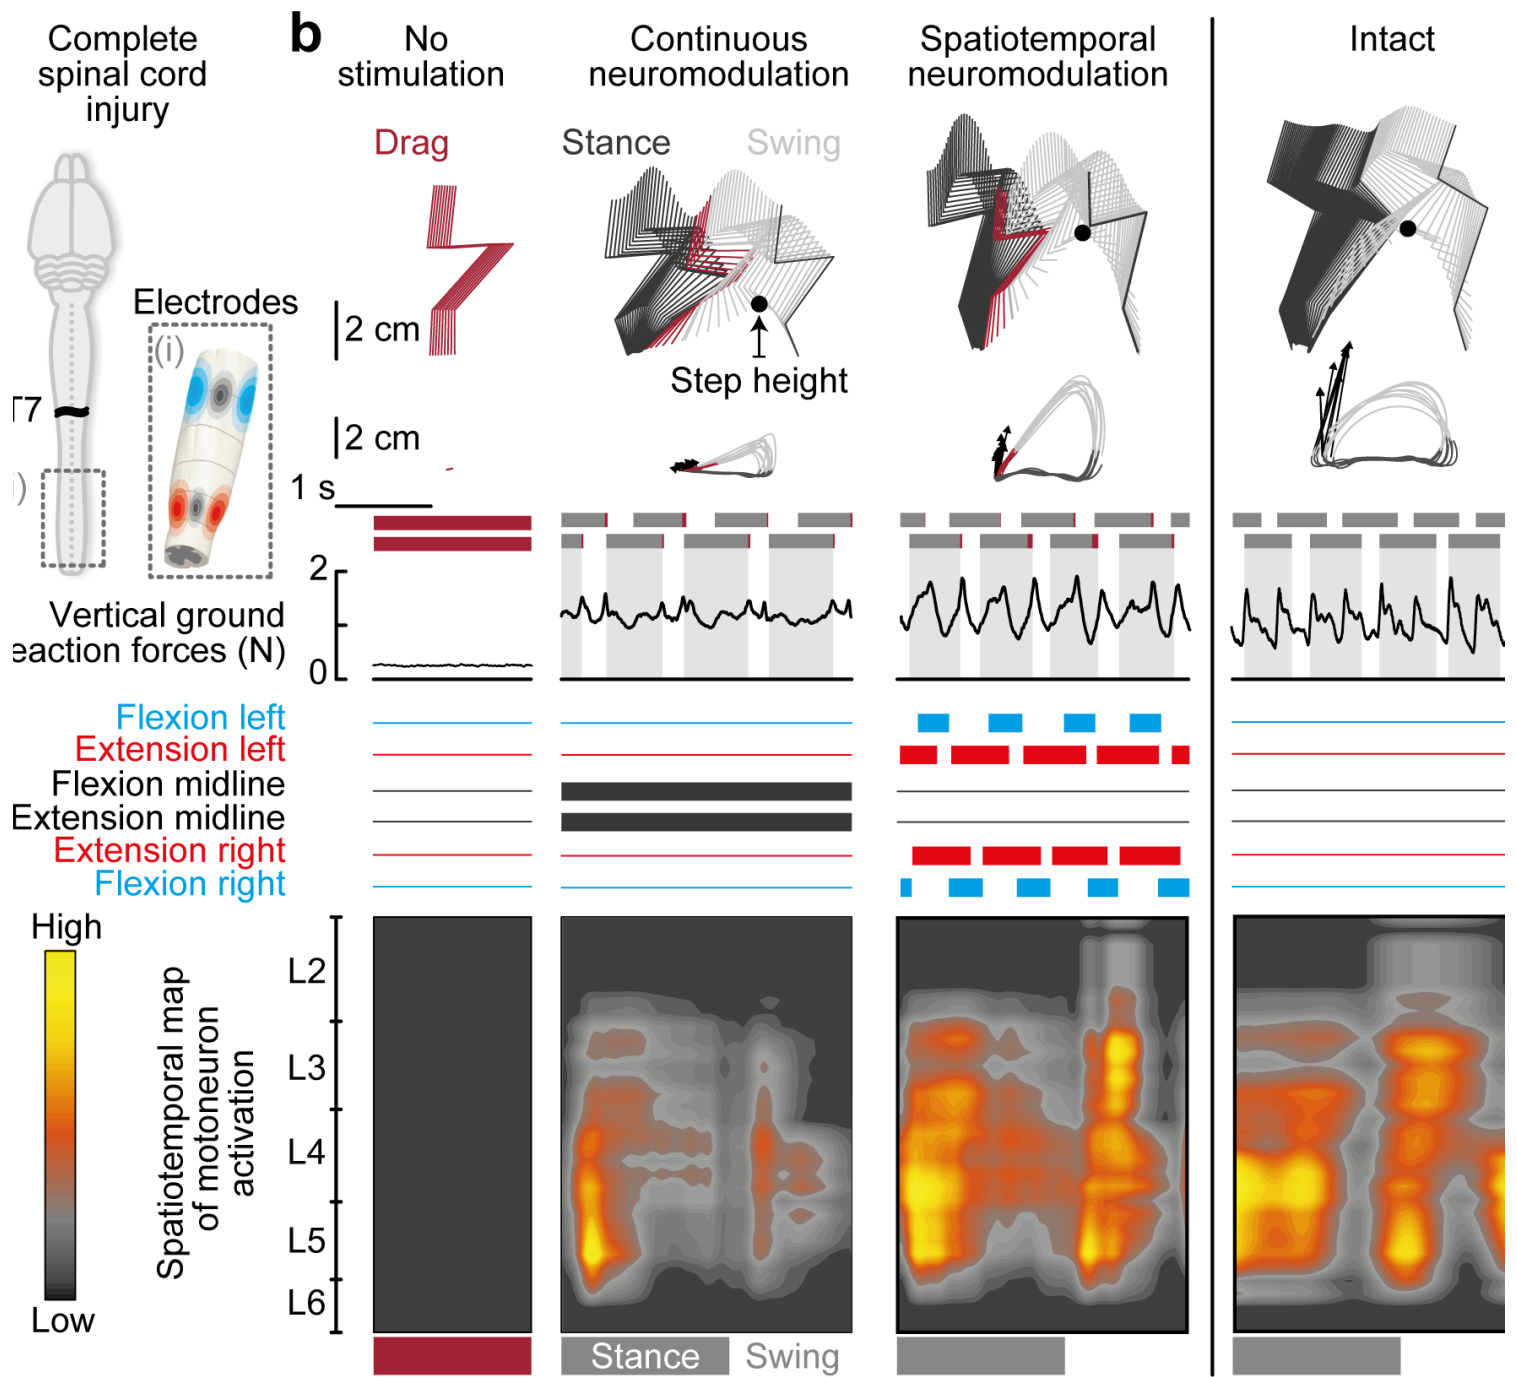 Complete
spinal cord
injury
b
No
stimulation
Continuous
neuromodulation
Spatiotemporal
neuromodulation
Intact
Drag
Stance
Swing
Electrodes
(i)
T7
2 cm
Step height
2 cm
1 s
2
1
0
Vertical ground
eaction forces (N)
Flexion left
Extension left
Flexion midline
Extension midline
Extension right
Flexion right
High
Low
Spatiotemporal map
of motoneuron
activation
L2
L3
L4
L5
L6
Stance
Swing